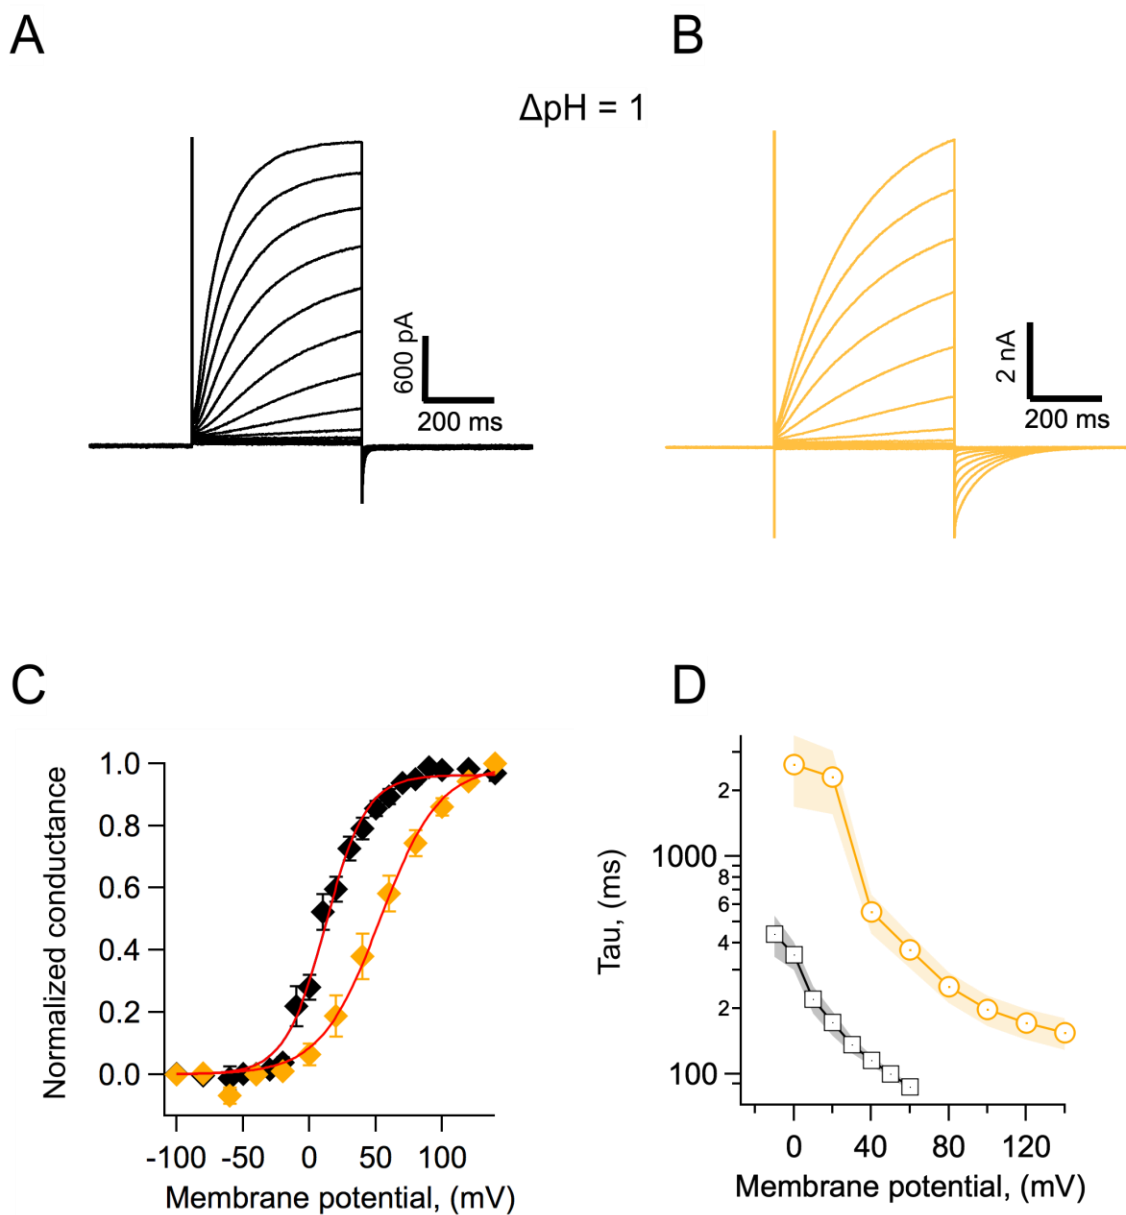 A
B
ΔpH = 1
600 pA
200 ms
2 nA
200 ms
C
D
Normalized conductance
1.0
0.8
0.6
0.4
0.2
0.0
-100
-50
0
50
100
Membrane potential, (mV)
Tau, (ms)
2
1000
8
6
4
2
100
0
40
80
120
Membrane potential, (mV)